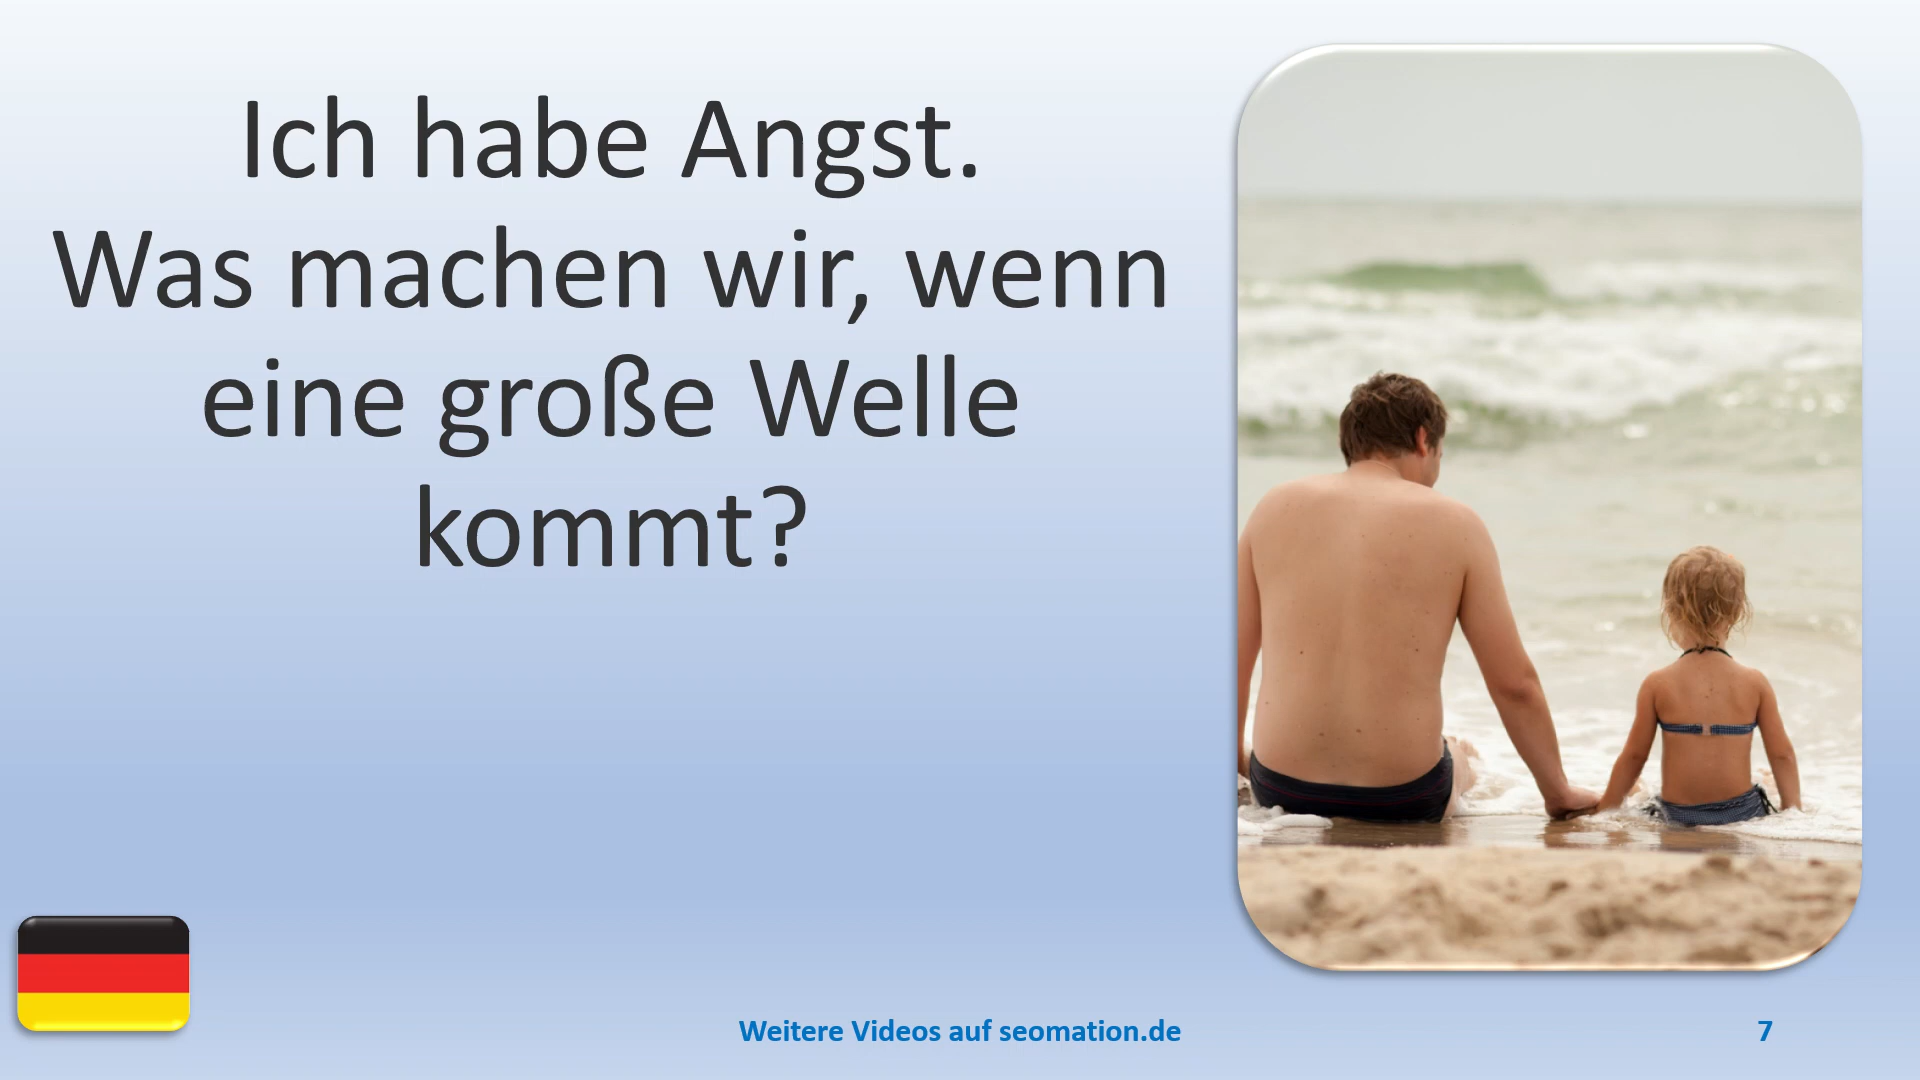 Ich habe Angst.
Was machen wir, wenn
eine große Welle
kommt?
Weitere Videos auf seomation.de
7